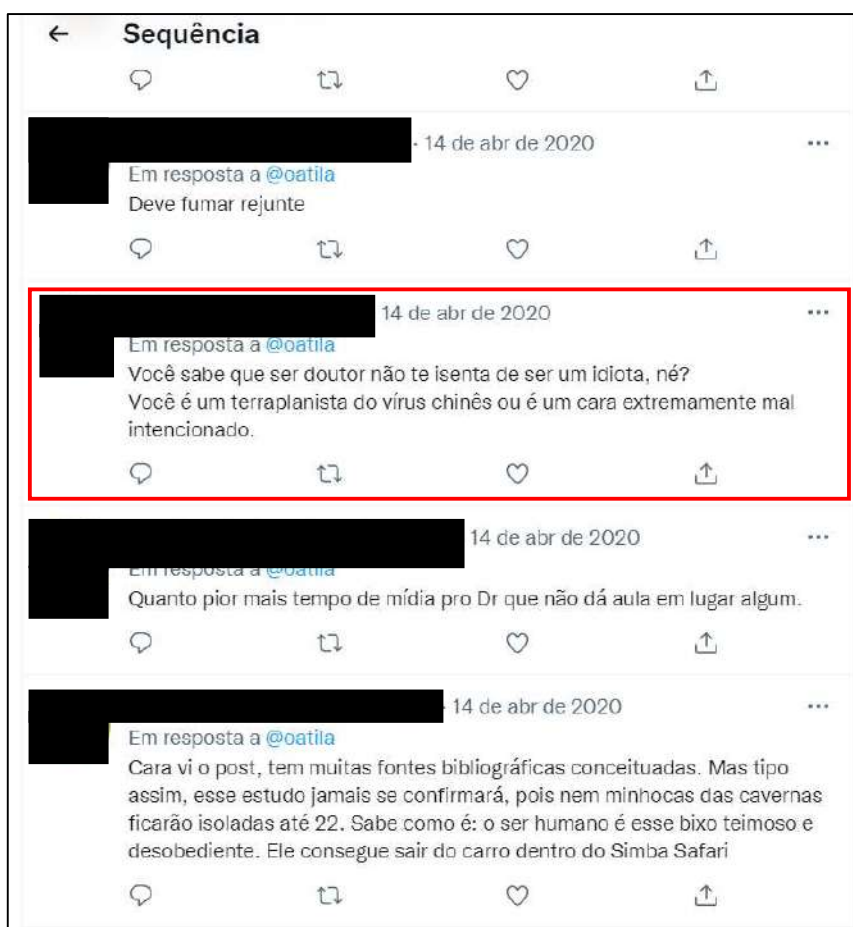 Sequência
· 14 de abr de 2020
Em resposta a @oatila
Deve fumar rejunte
14 de abr de 2020
Em resposta a @oatila
Você sabe que ser doutor não te isenta de ser um idiota, né?
Você é um terraplanista do vírus chinês ou é um cara extremamente mal
intencionado.
14 de abr de 2020
Em resposta a @oatila
Quanto pior mais tempo de mídia pro Dr que não dá aula em lugar algum.
· 14 de abr de 2020
Em resposta a @oatila
Cara vi o post, tem muitas fontes bibliográficas conceituadas. Mas tipo
assim, esse estudo jamais se confirmará, pois nem minhocas das cavernas
ficarão isoladas até 22. Sabe como é: o ser humano é esse bixo teimoso e
desobediente. Ele consegue sair do carro dentro do Simba Safari